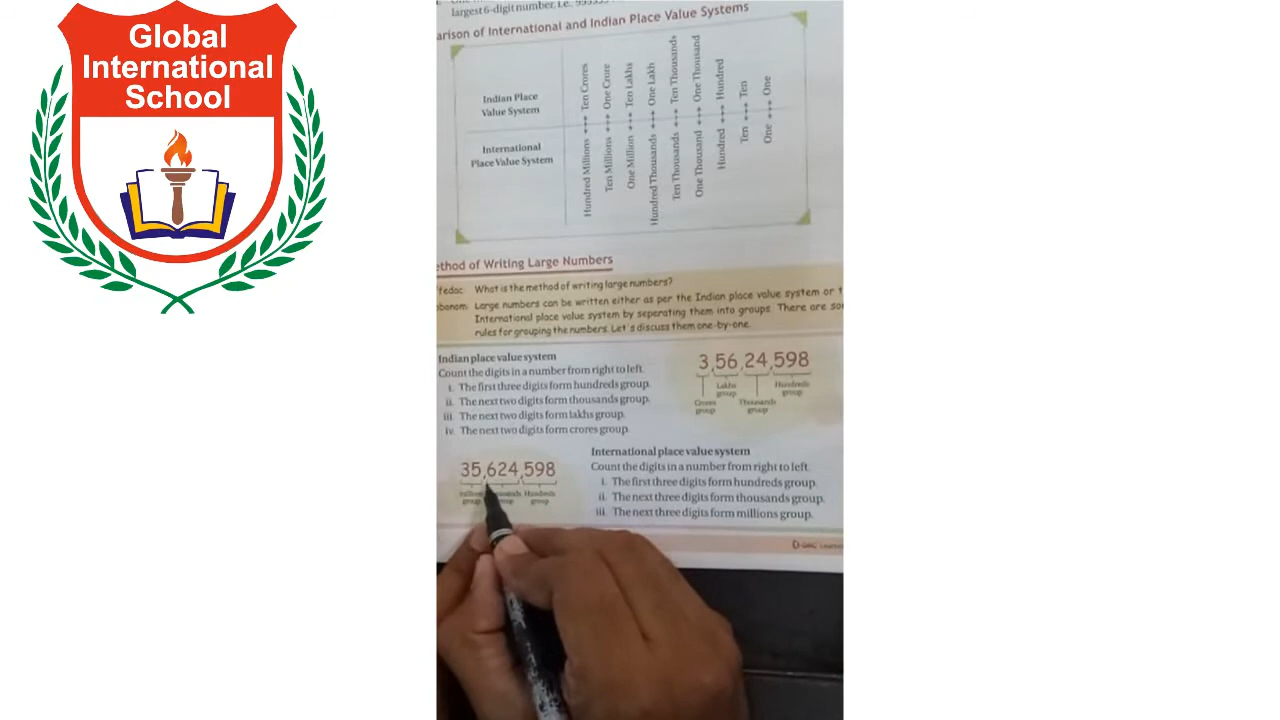 Global
International
School
largest 6-digit number, i.e.
arison of International and Indian Place Value Systems
Indian Place
Value System
International
Place Value System
Hundred Millions ↔ Ten Crores
Ten Millions ↔ One Crore
One Million ↔ Ten Lakhs
Hundred Thousands ↔ One Lakh
Ten Thousands ↔ Ten Thousands
One Thousand ↔ One Thousand
Hundred ↔ Hundred
Ten ↔ Ten
One ↔ One
ethod of Writing Large Numbers
What is the method of writing large numbers?
Large numbers can be written either as per the Indian place value system or t
International place value system by seperating them into groups. There are so
rules for grouping the numbers. Let's discuss them one-by-one.
Indian place value system
Count the digits in a number from right to left.
i. The first three digits form hundreds group.
ii. The next two digits form thousands group.
iii. The next two digits form lakhs group.
iv. The next two digits form crores group.
3,56,24,598
Lakhs
group
Hundreds
group
Crores
group
Thousands
group
35,624,598
Hundreds
group
group
International place value system
Count the digits in a number from right to left.
i. The first three digits form hundreds group.
ii. The next three digits form thousands group.
iii. The next three digits form millions group.